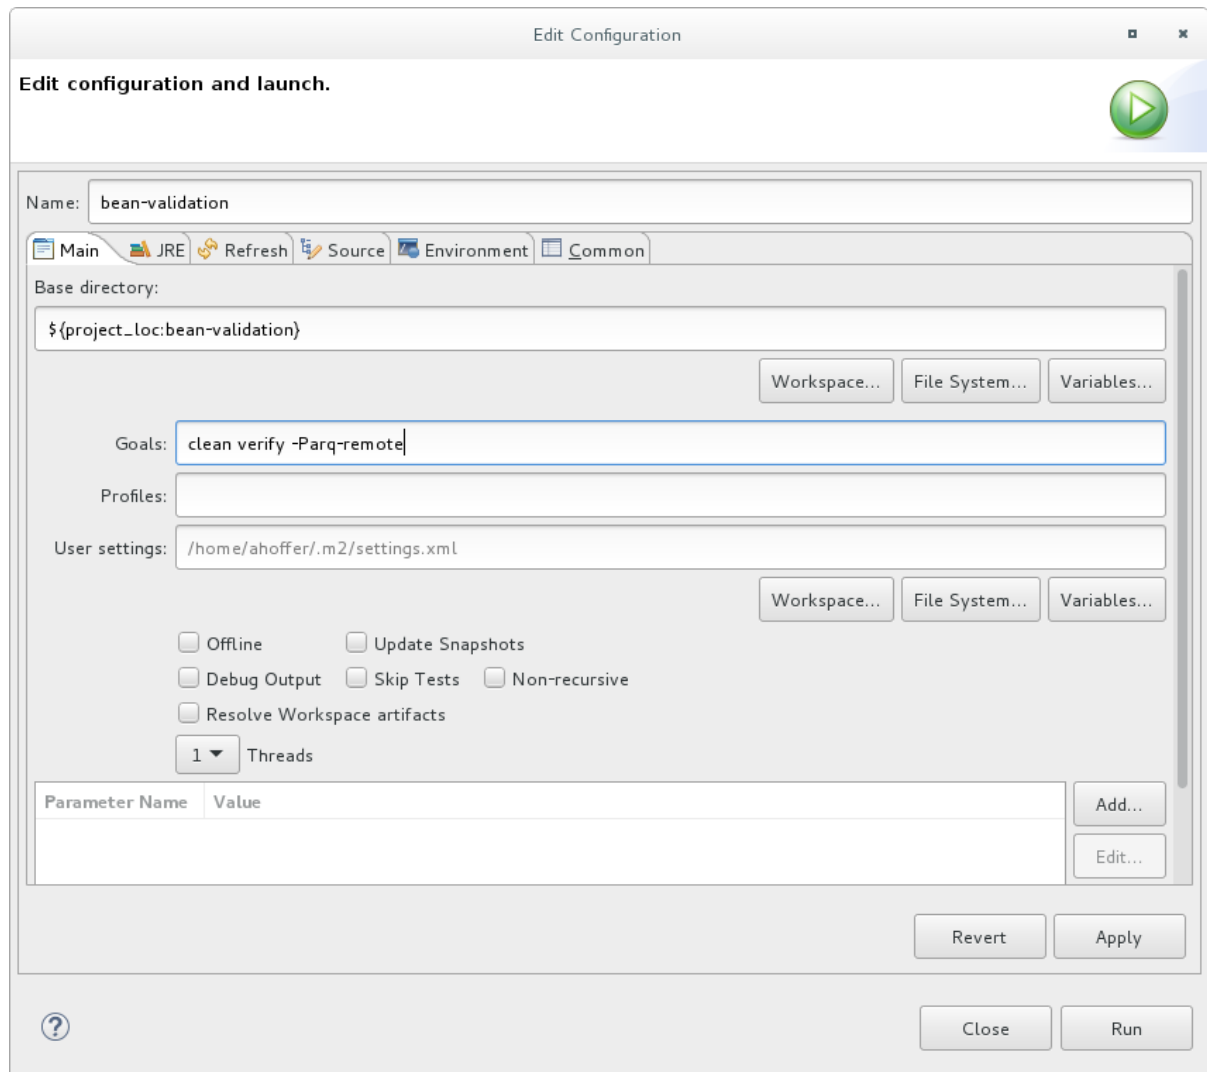 Edit Configuration
Edit configuration and launch.
Name: bean-validation
Main JRE Refresh Source Environment Common
Base directory:
${project_loc:bean-validation}
Workspace... File System... Variables...
Goals: clean verify -Parq-remote
Profiles:
User settings: /home/ahoffer/.m2/settings.xml
Workspace... File System... Variables...
Offline Update Snapshots
Debug Output Skip Tests Non-recursive
Resolve Workspace artifacts
1 Threads
Parameter Name Value Add...
Edit...
Revert Apply
? Close Run